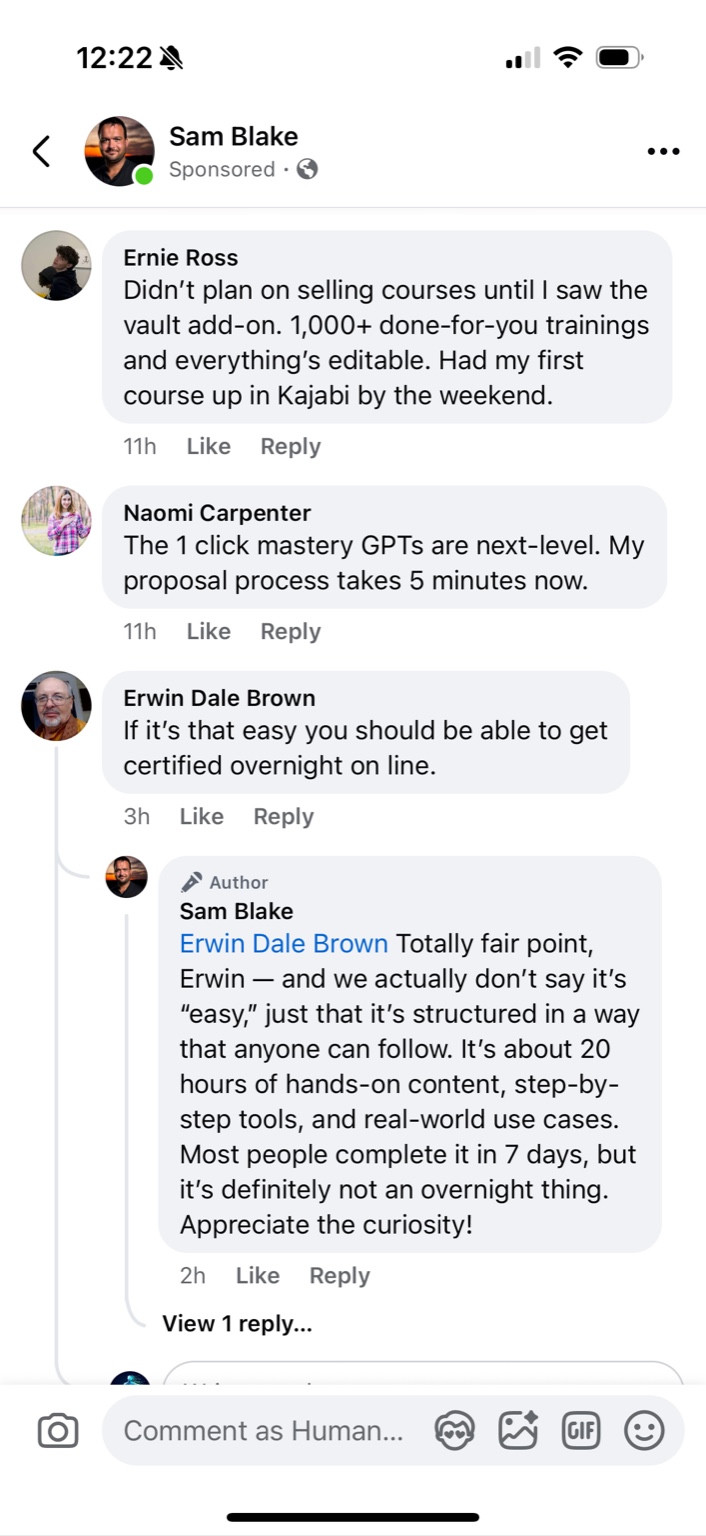 12:22
Sam Blake
Sponsored ·
Ernie Ross
Didn’t plan on selling courses until I saw the
vault add-on. 1,000+ done-for-you trainings
and everything’s editable. Had my first
course up in Kajabi by the weekend.
11h Like Reply
Naomi Carpenter
The 1 click mastery GPTs are next-level. My
proposal process takes 5 minutes now.
11h Like Reply
Erwin Dale Brown
If it’s that easy you should be able to get
certified overnight on line.
3h Like Reply
Author
Sam Blake
Erwin Dale Brown Totally fair point,
Erwin — and we actually don’t say it’s
“easy,” just that it’s structured in a way
that anyone can follow. It’s about 20
hours of hands-on content, step-by-
step tools, and real-world use cases.
Most people complete it in 7 days, but
it’s definitely not an overnight thing.
Appreciate the curiosity!
2h Like Reply
View 1 reply...
Comment as Human...
GIF